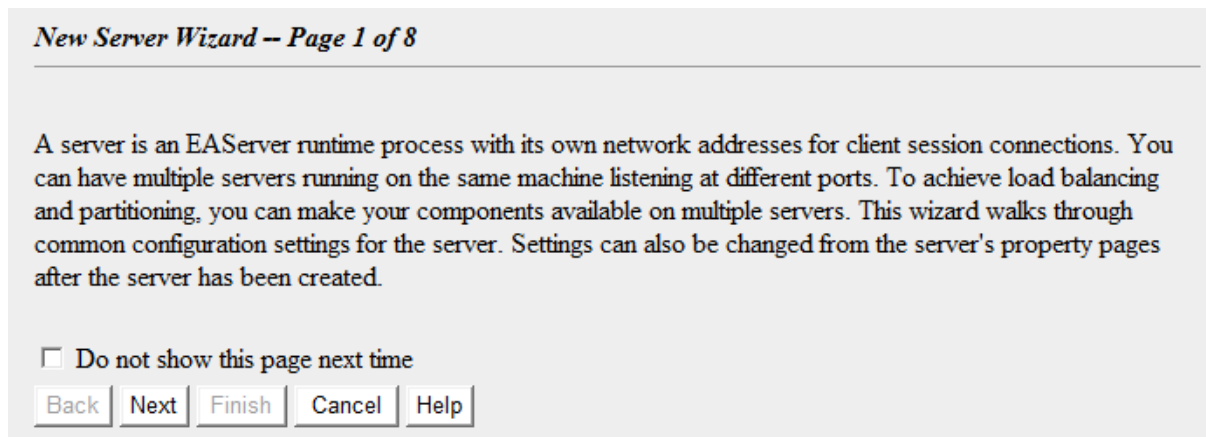 New Server Wizard -- Page 1 of 8
A server is an EAServer runtime process with its own network addresses for client session connections. You
can have multiple servers running on the same machine listening at different ports. To achieve load balancing
and partitioning, you can make your components available on multiple servers. This wizard walks through
common configuration settings for the server. Settings can also be changed from the server's property pages
after the server has been created.
Do not show this page next time
Back Next Finish Cancel Help